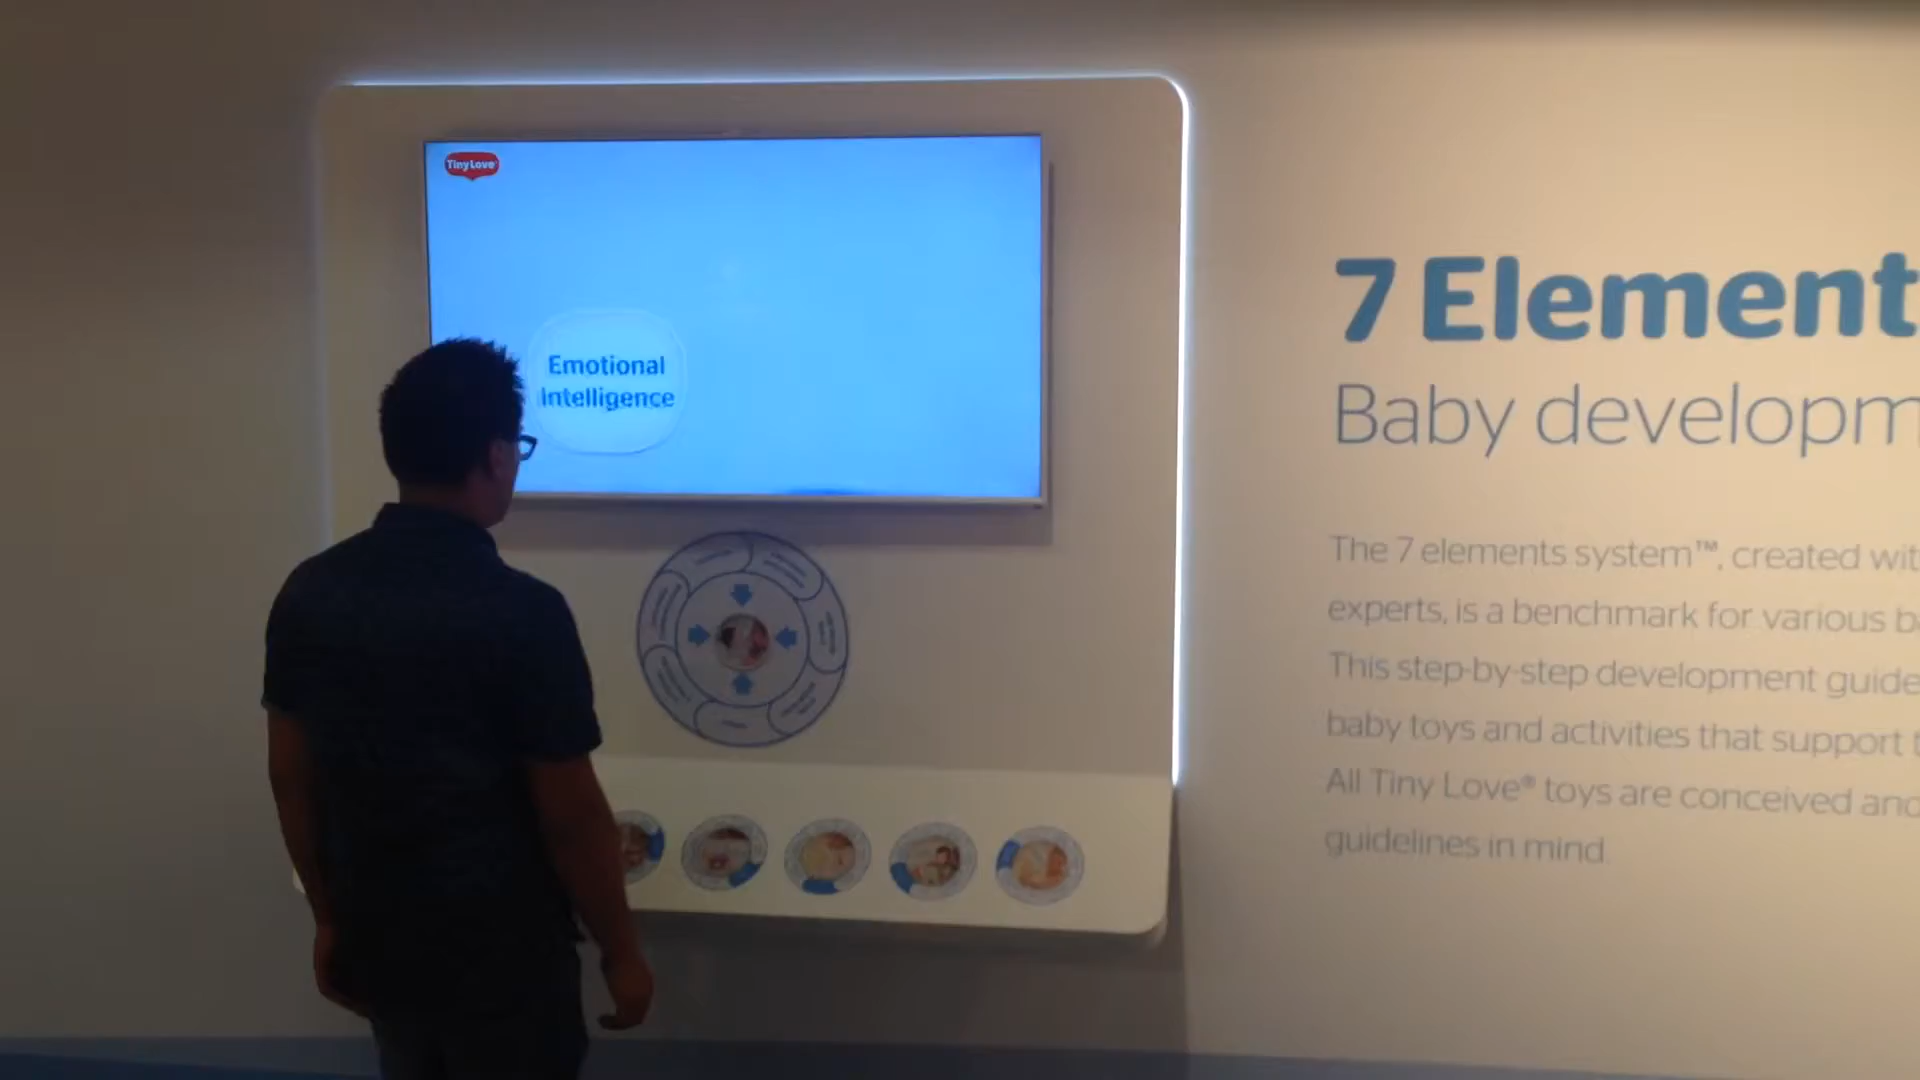 TinyLove
Emotional
Intelligence
7 Element
Baby developm
The 7 elements system™, created wit
experts, is a benchmark for various b
This step-by-step development guide
baby toys and activities that support t
All Tiny Love® toys are conceived and
guidelines in mind